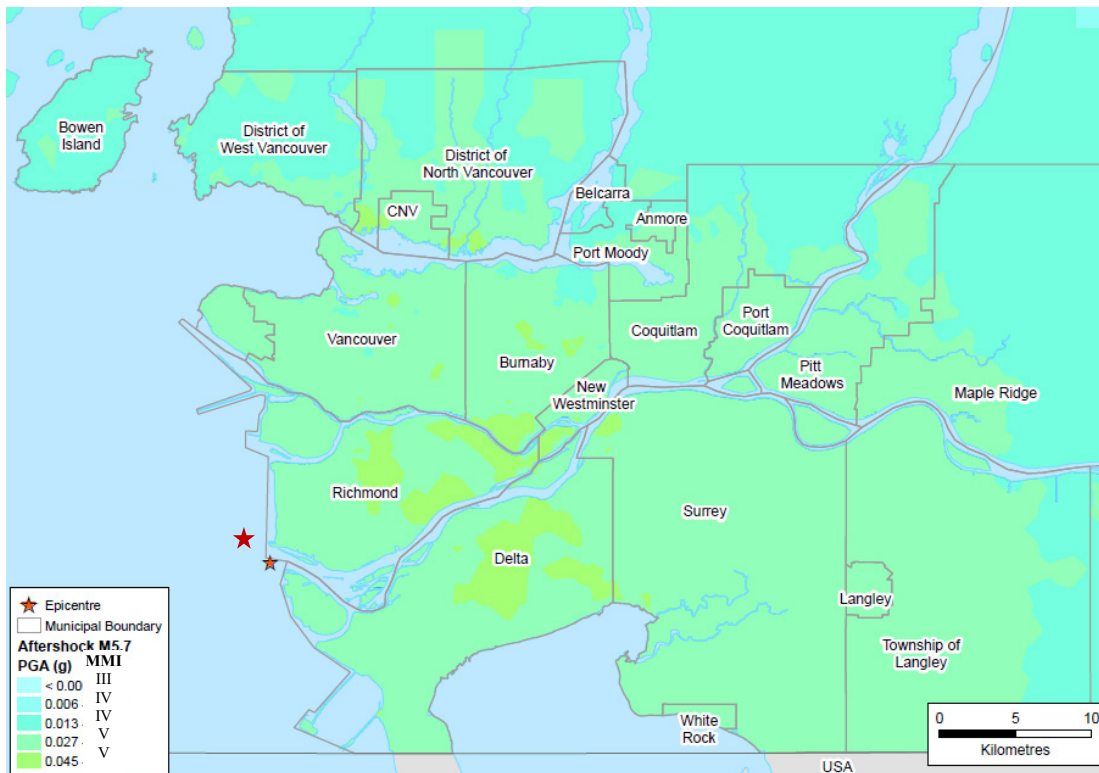 Bowen
Island
District of
West Vancouver
District of
North Vancouver
CNV
Belcarra
Anmore
Port Moody
Vancouver
Burnaby
Coquitlam
Port
Coquitlam
New
Westminster
Pitt
Meadows
Maple Ridge
Richmond
Surrey
Delta
Langley
Township of
Langley
White
Rock
USA
Epicentre
Municipal Boundary
Aftershock M5.7
PGA (g) MMI
< 0.00 III
0.006 IV
0.013 IV
0.027 V
0.045 V
0 5 10
Kilometres